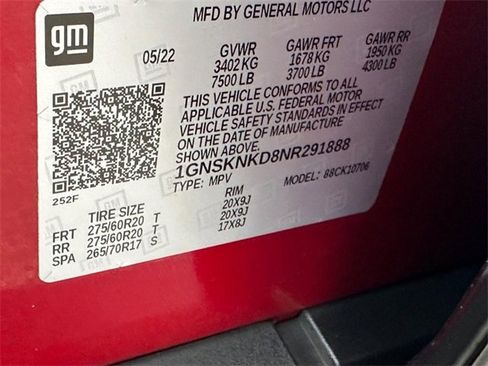 MFD BY GENERAL MOTORS LLC
gm
05/22 GVWR GAWR FRT GAWR RR
3402 KG 1678 KG 1950 KG
7500 LB 3700 LB 4300 LB
THIS VEHICLE CONFORMS TO ALL
APPLICABLE U.S. FEDERAL MOTOR
VEHICLE SAFETY STANDARDS IN EFFECT
ON THE DATE OF MANUFACTURE
SHOWN ABOVE.
1GNSKNKD8NR291888
TYPE: MPV MODEL: 88CK10706
252F
TIRE SIZE RIM
FRT 275/60R20 T 20X9J
RR 275/60R20 T 20X9J
SPA 265/70R17 S 17X8J